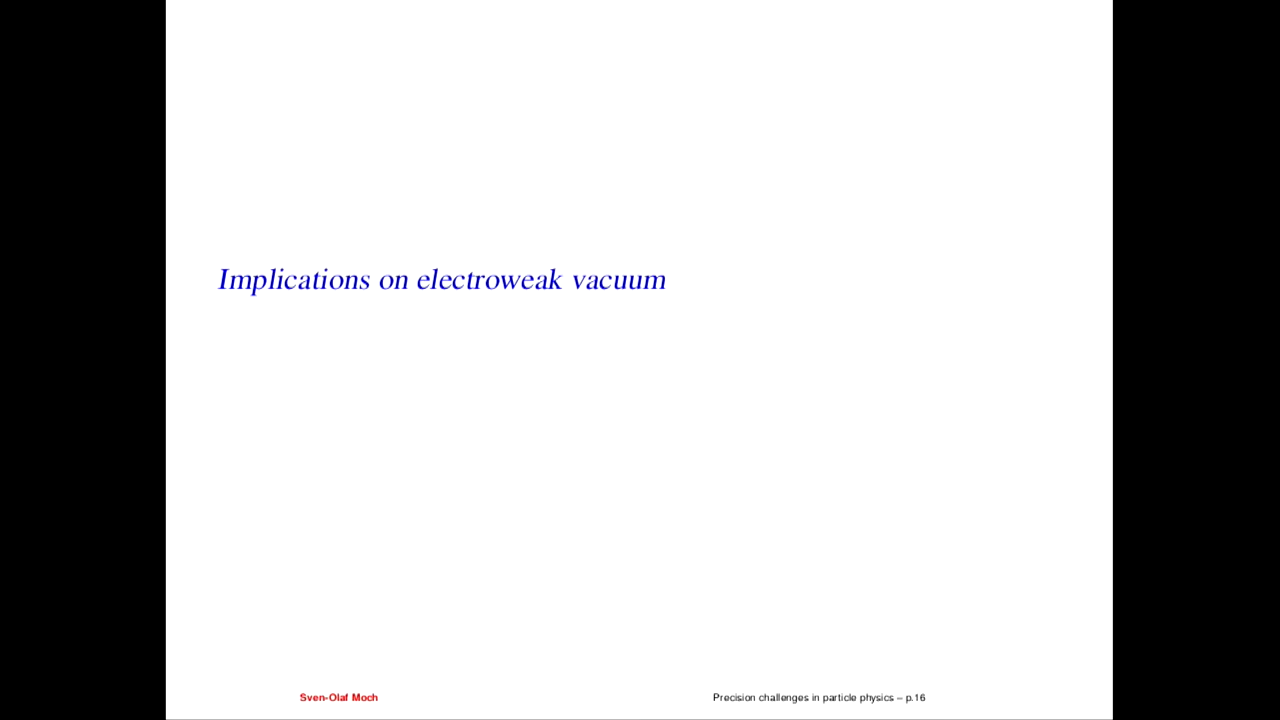 Implications on electroweak vacuum
Sven-Olaf Moch
Precision challenges in particle physics – p.16